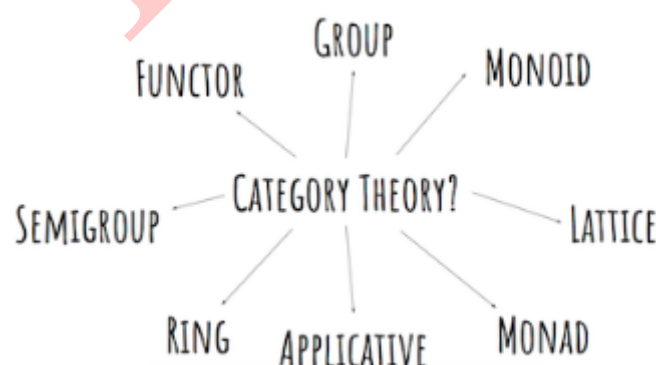 GROUP
FUNCTOR
MONOID
CATEGORY THEORY?
SEMIGROUP
LATTICE
RING
APPLICATIVE
MONAD